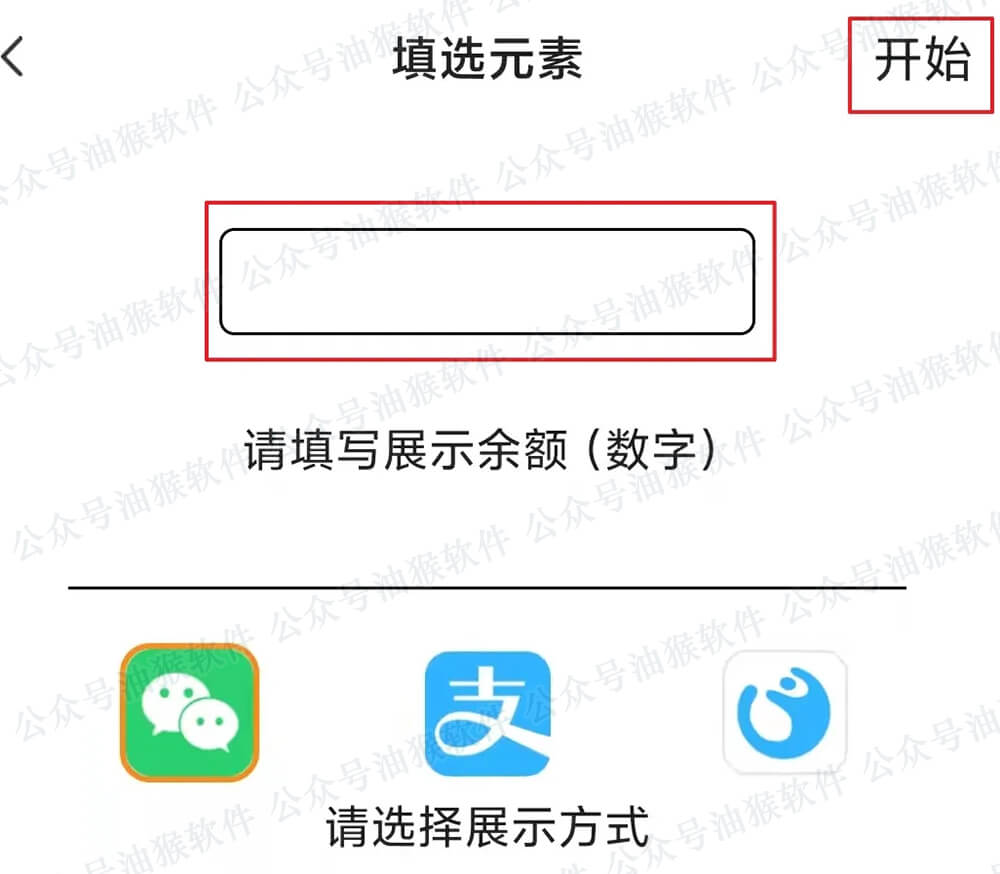 填选元素
开始
请填写展示余额（数字）
支
请选择展示方式
公众号油猴软件